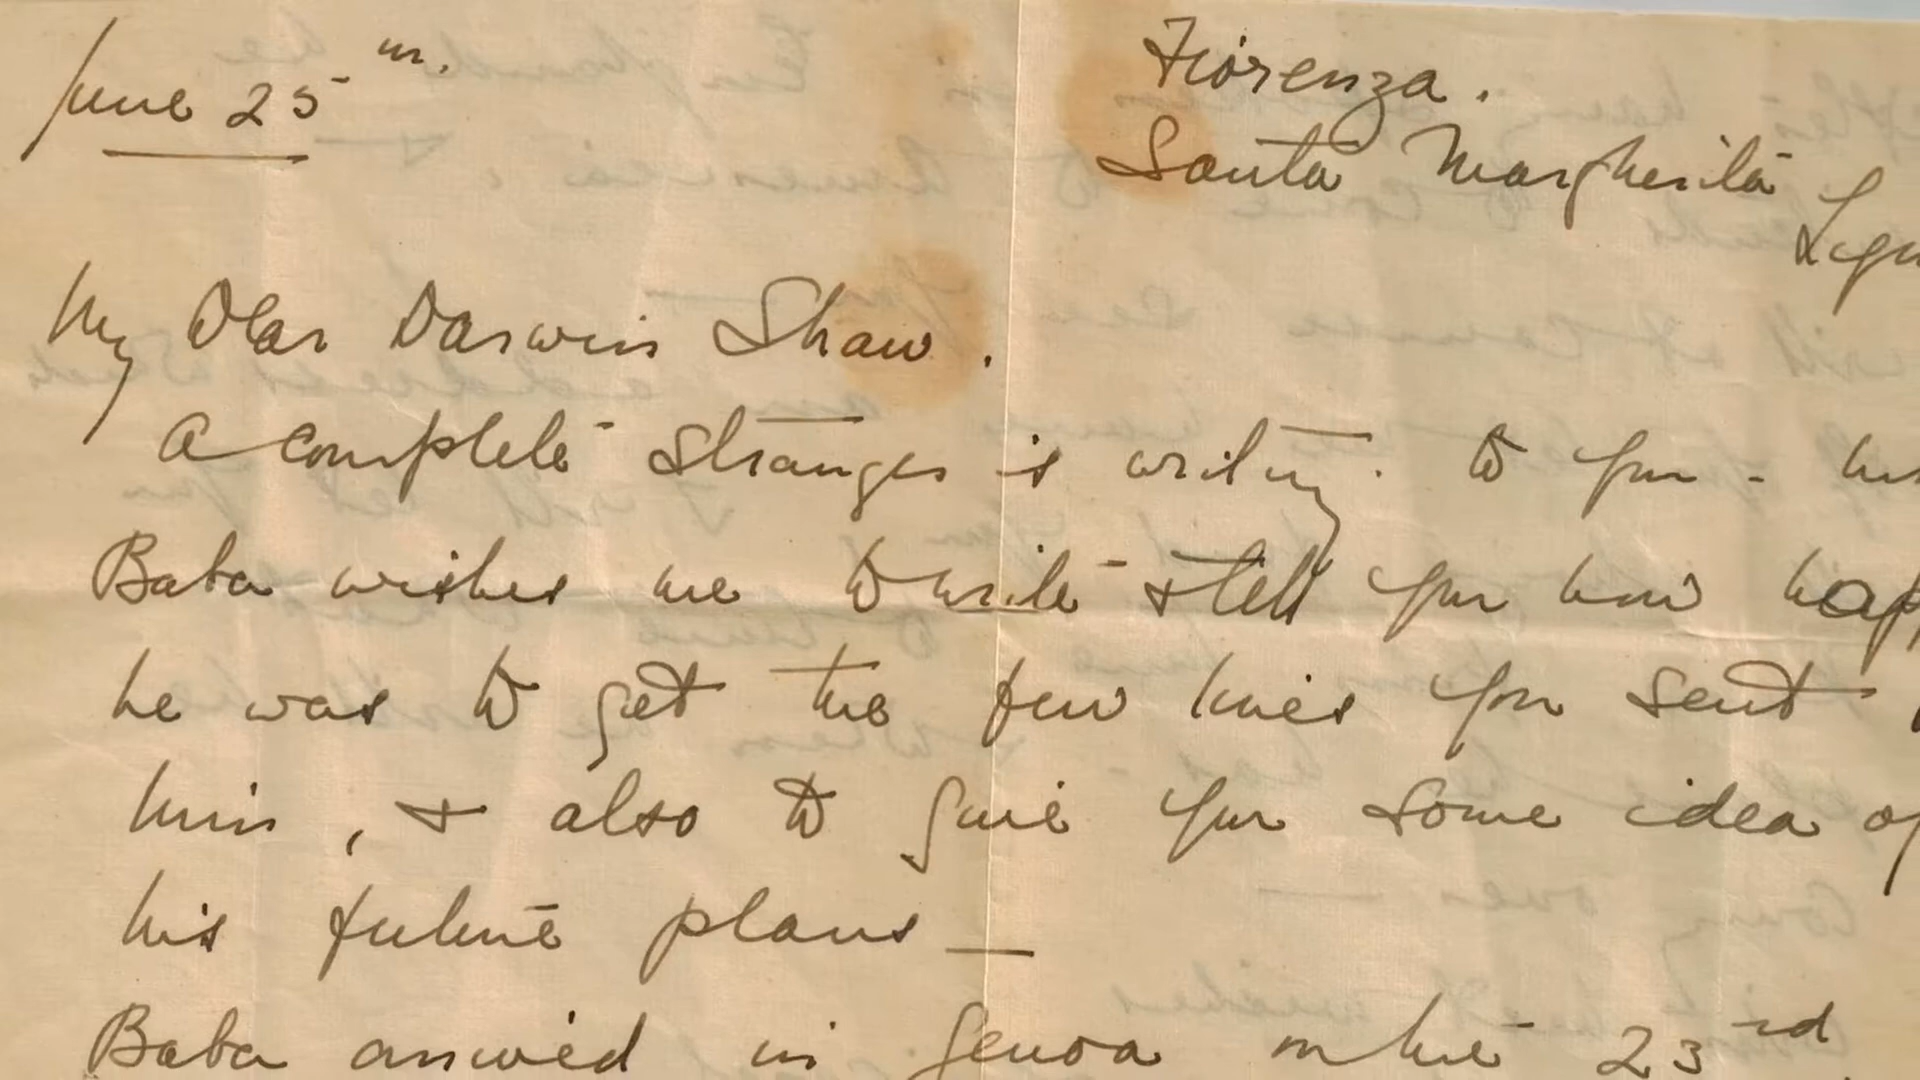 June 25th.
Fiorenza.
Santa Margherita
My Dear Darwin Shaw.
A complete stranger is writing to you - but
Baba wishes me to write & tell you how
he was to get the few lines you sent
him, & also to give you some idea of
his future plans —
Baba arrived in Genoa on the 23rd